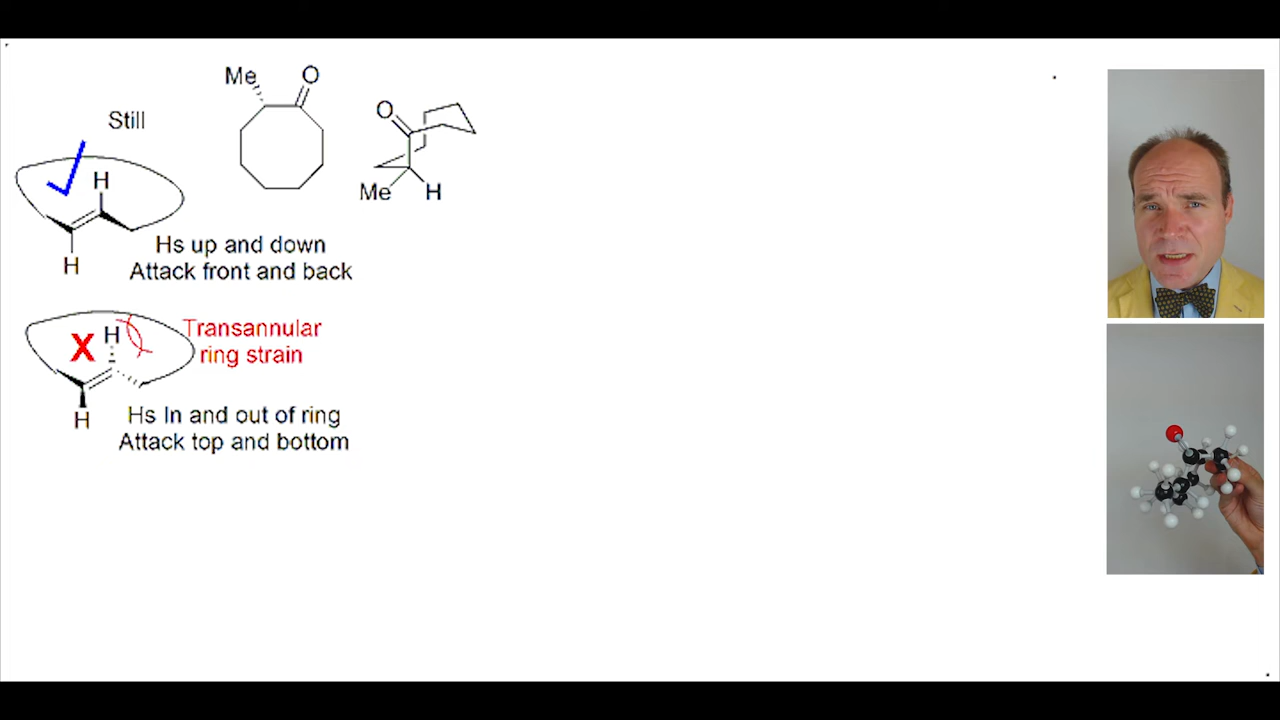 Still
H
H
Hs up and down
Attack front and back
Me
O
O
Me
H
X
H
Transannular
ring strain
H
Hs In and out of ring
Attack top and bottom